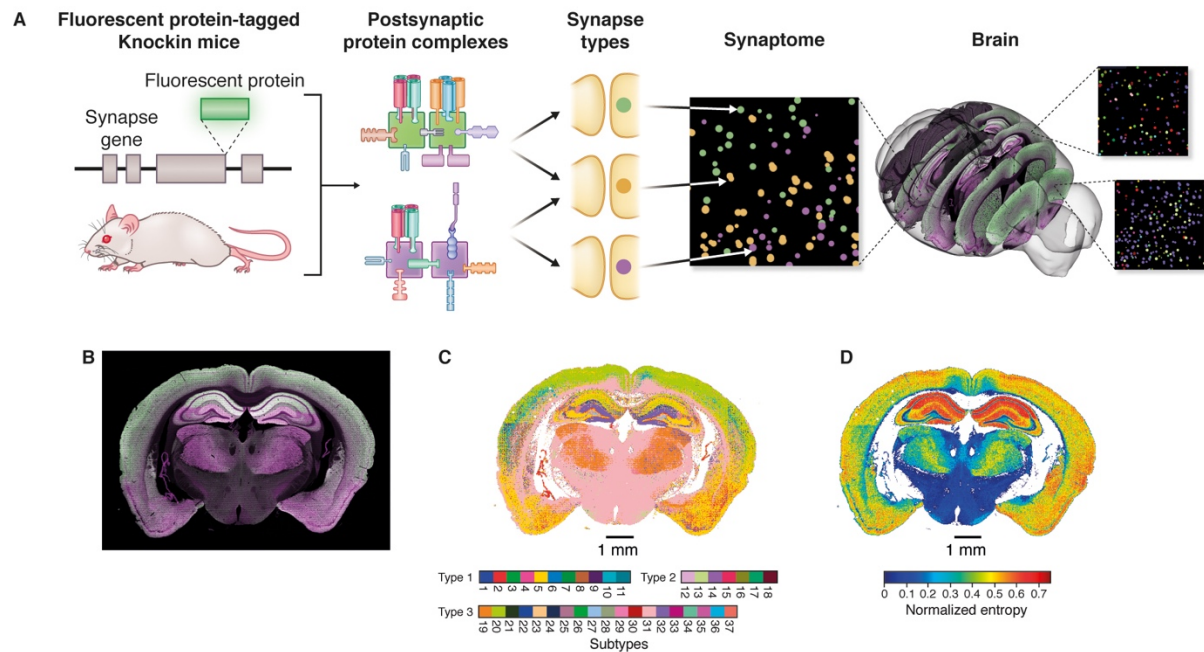 A
Fluorescent protein-tagged
Knockin mice
Postsynaptic
protein complexes
Synapse
types
Synaptome
Brain
Fluorescent protein
Synapse
gene
B
C
D
1 mm
1 mm
Type 1
1 2 3 4 5 6 7 8 9 10 11
Type 2
12 13 14 15 16 17 18
Type 3
19 20 21 22 23 24 25 26 27 28 29 30 31 32 33 34 35 36 37
Subtypes
0 0.1 0.2 0.3 0.4 0.5 0.6 0.7
Normalized entropy